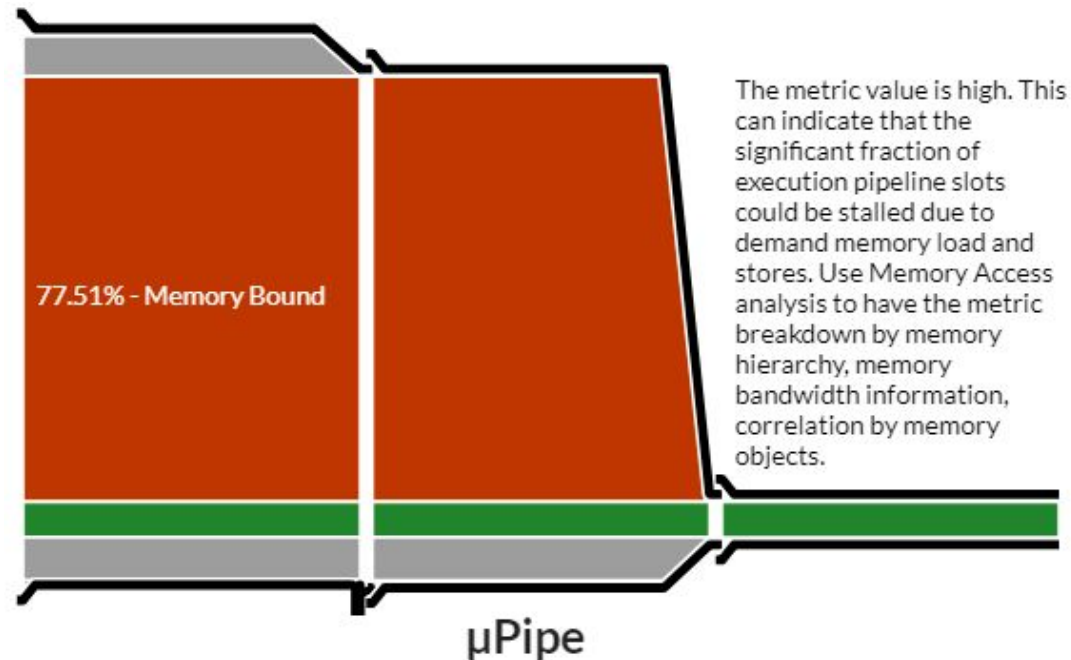 The metric value is high. This
can indicate that the
significant fraction of
execution pipeline slots
could be stalled due to
demand memory load and
stores. Use Memory Access
analysis to have the metric
breakdown by memory
hierarchy, memory
bandwidth information,
correlation by memory
objects.
77.51% - Memory Bound
µPipe